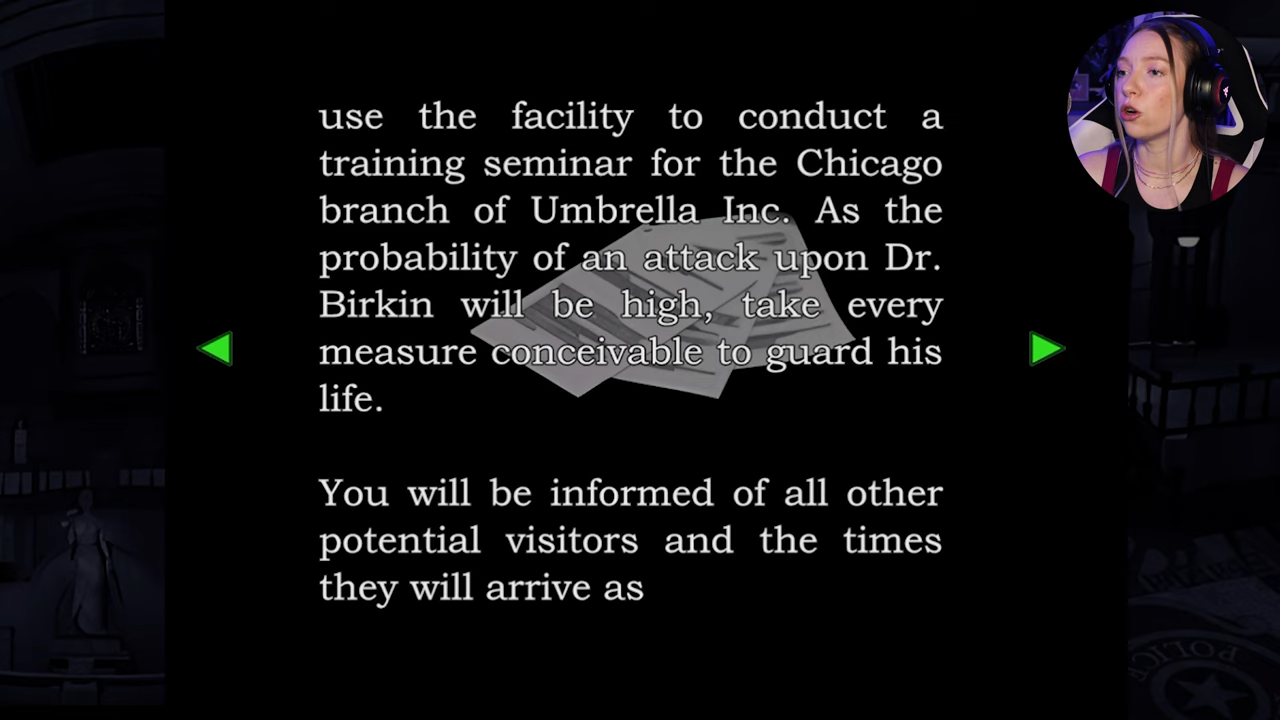 use the facility to conduct a
training seminar for the Chicago
branch of Umbrella Inc. As the
probability of an attack upon Dr.
Birkin will be high, take every
measure conceivable to guard his
life.
You will be informed of all other
potential visitors and the times
they will arrive as
POLICE